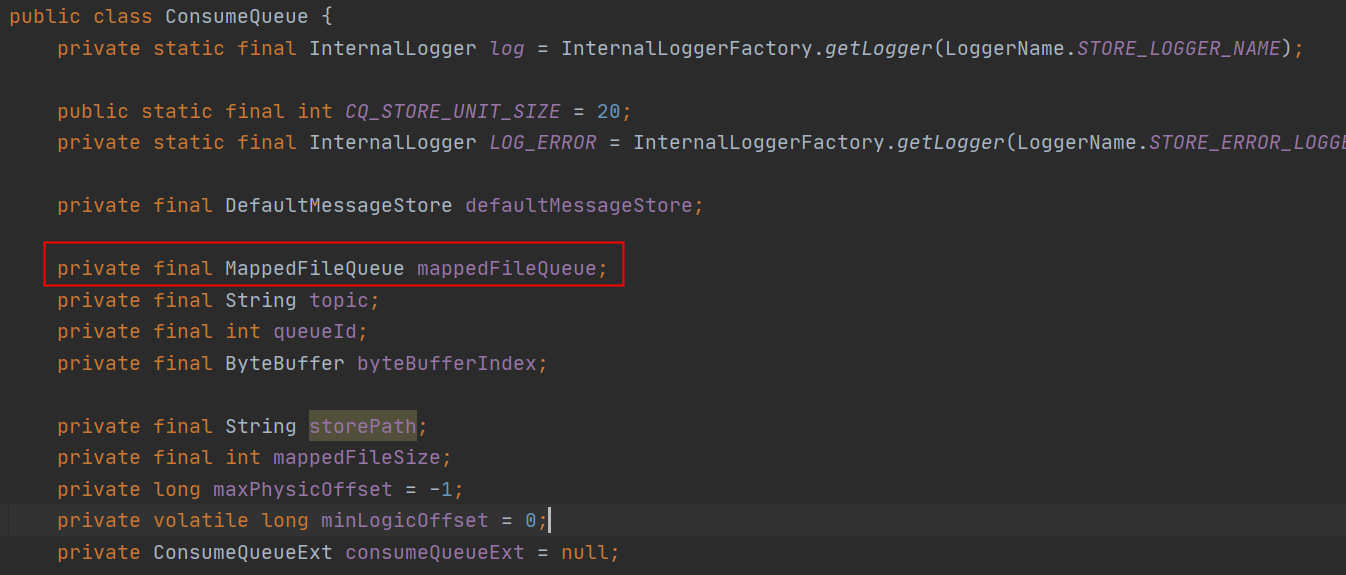 public class ConsumeQueue {
private static final InternalLogger log = InternalLoggerFactory.getLogger(LoggerName.STORE_LOGGER_NAME);
public static final int CQ_STORE_UNIT_SIZE = 20;
private static final InternalLogger LOG_ERROR = InternalLoggerFactory.getLogger(LoggerName.STORE_ERROR_LOGGE
private final DefaultMessageStore defaultMessageStore;
private final MappedFileQueue mappedFileQueue;
private final String topic;
private final int queueId;
private final ByteBuffer byteBufferIndex;
private final String storePath;
private final int mappedFileSize;
private long maxPhysicOffset = -1;
private volatile long minLogicOffset = 0;
private ConsumeQueueExt consumeQueueExt = null;